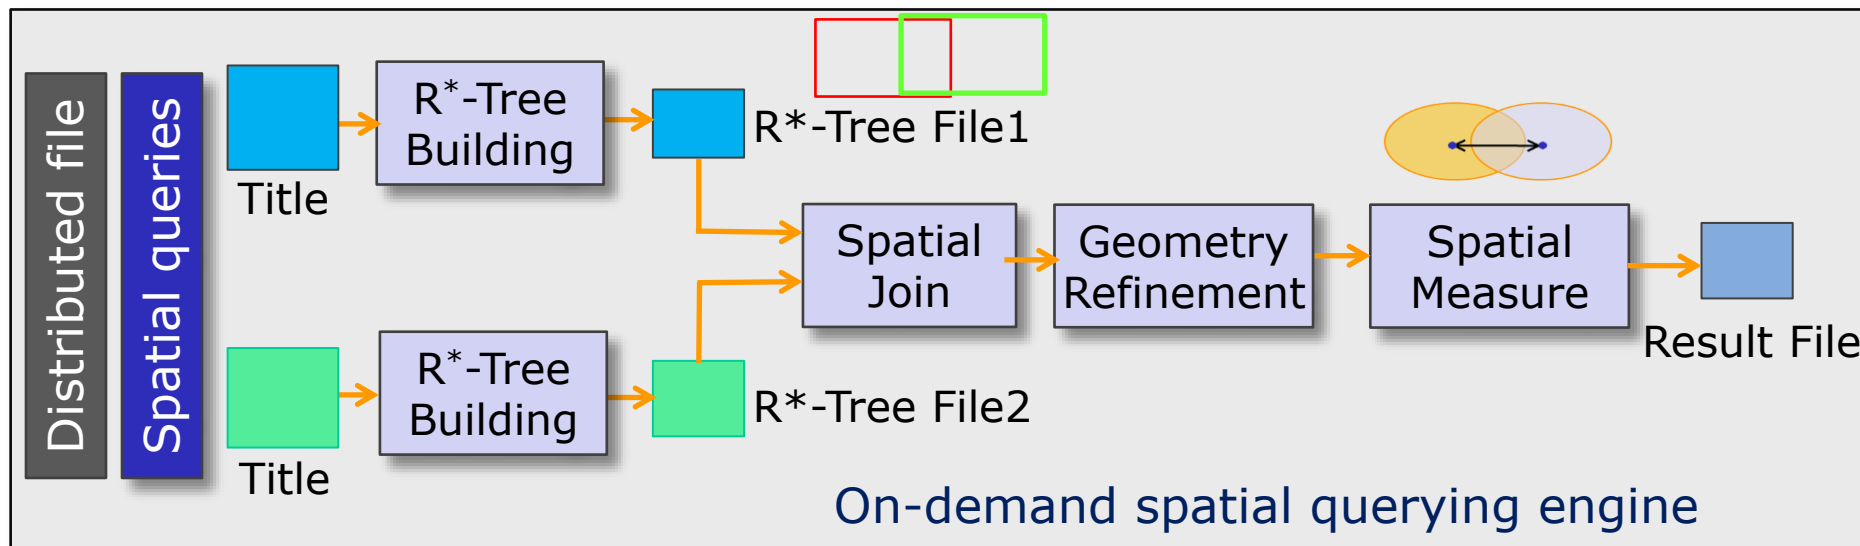 Distributed file
Spatial queries
Title
R*-Tree
Building
R*-Tree File1
Title
R*-Tree
Building
R*-Tree File2
Spatial
Join
Geometry
Refinement
Spatial
Measure
Result File
On-demand spatial querying engine